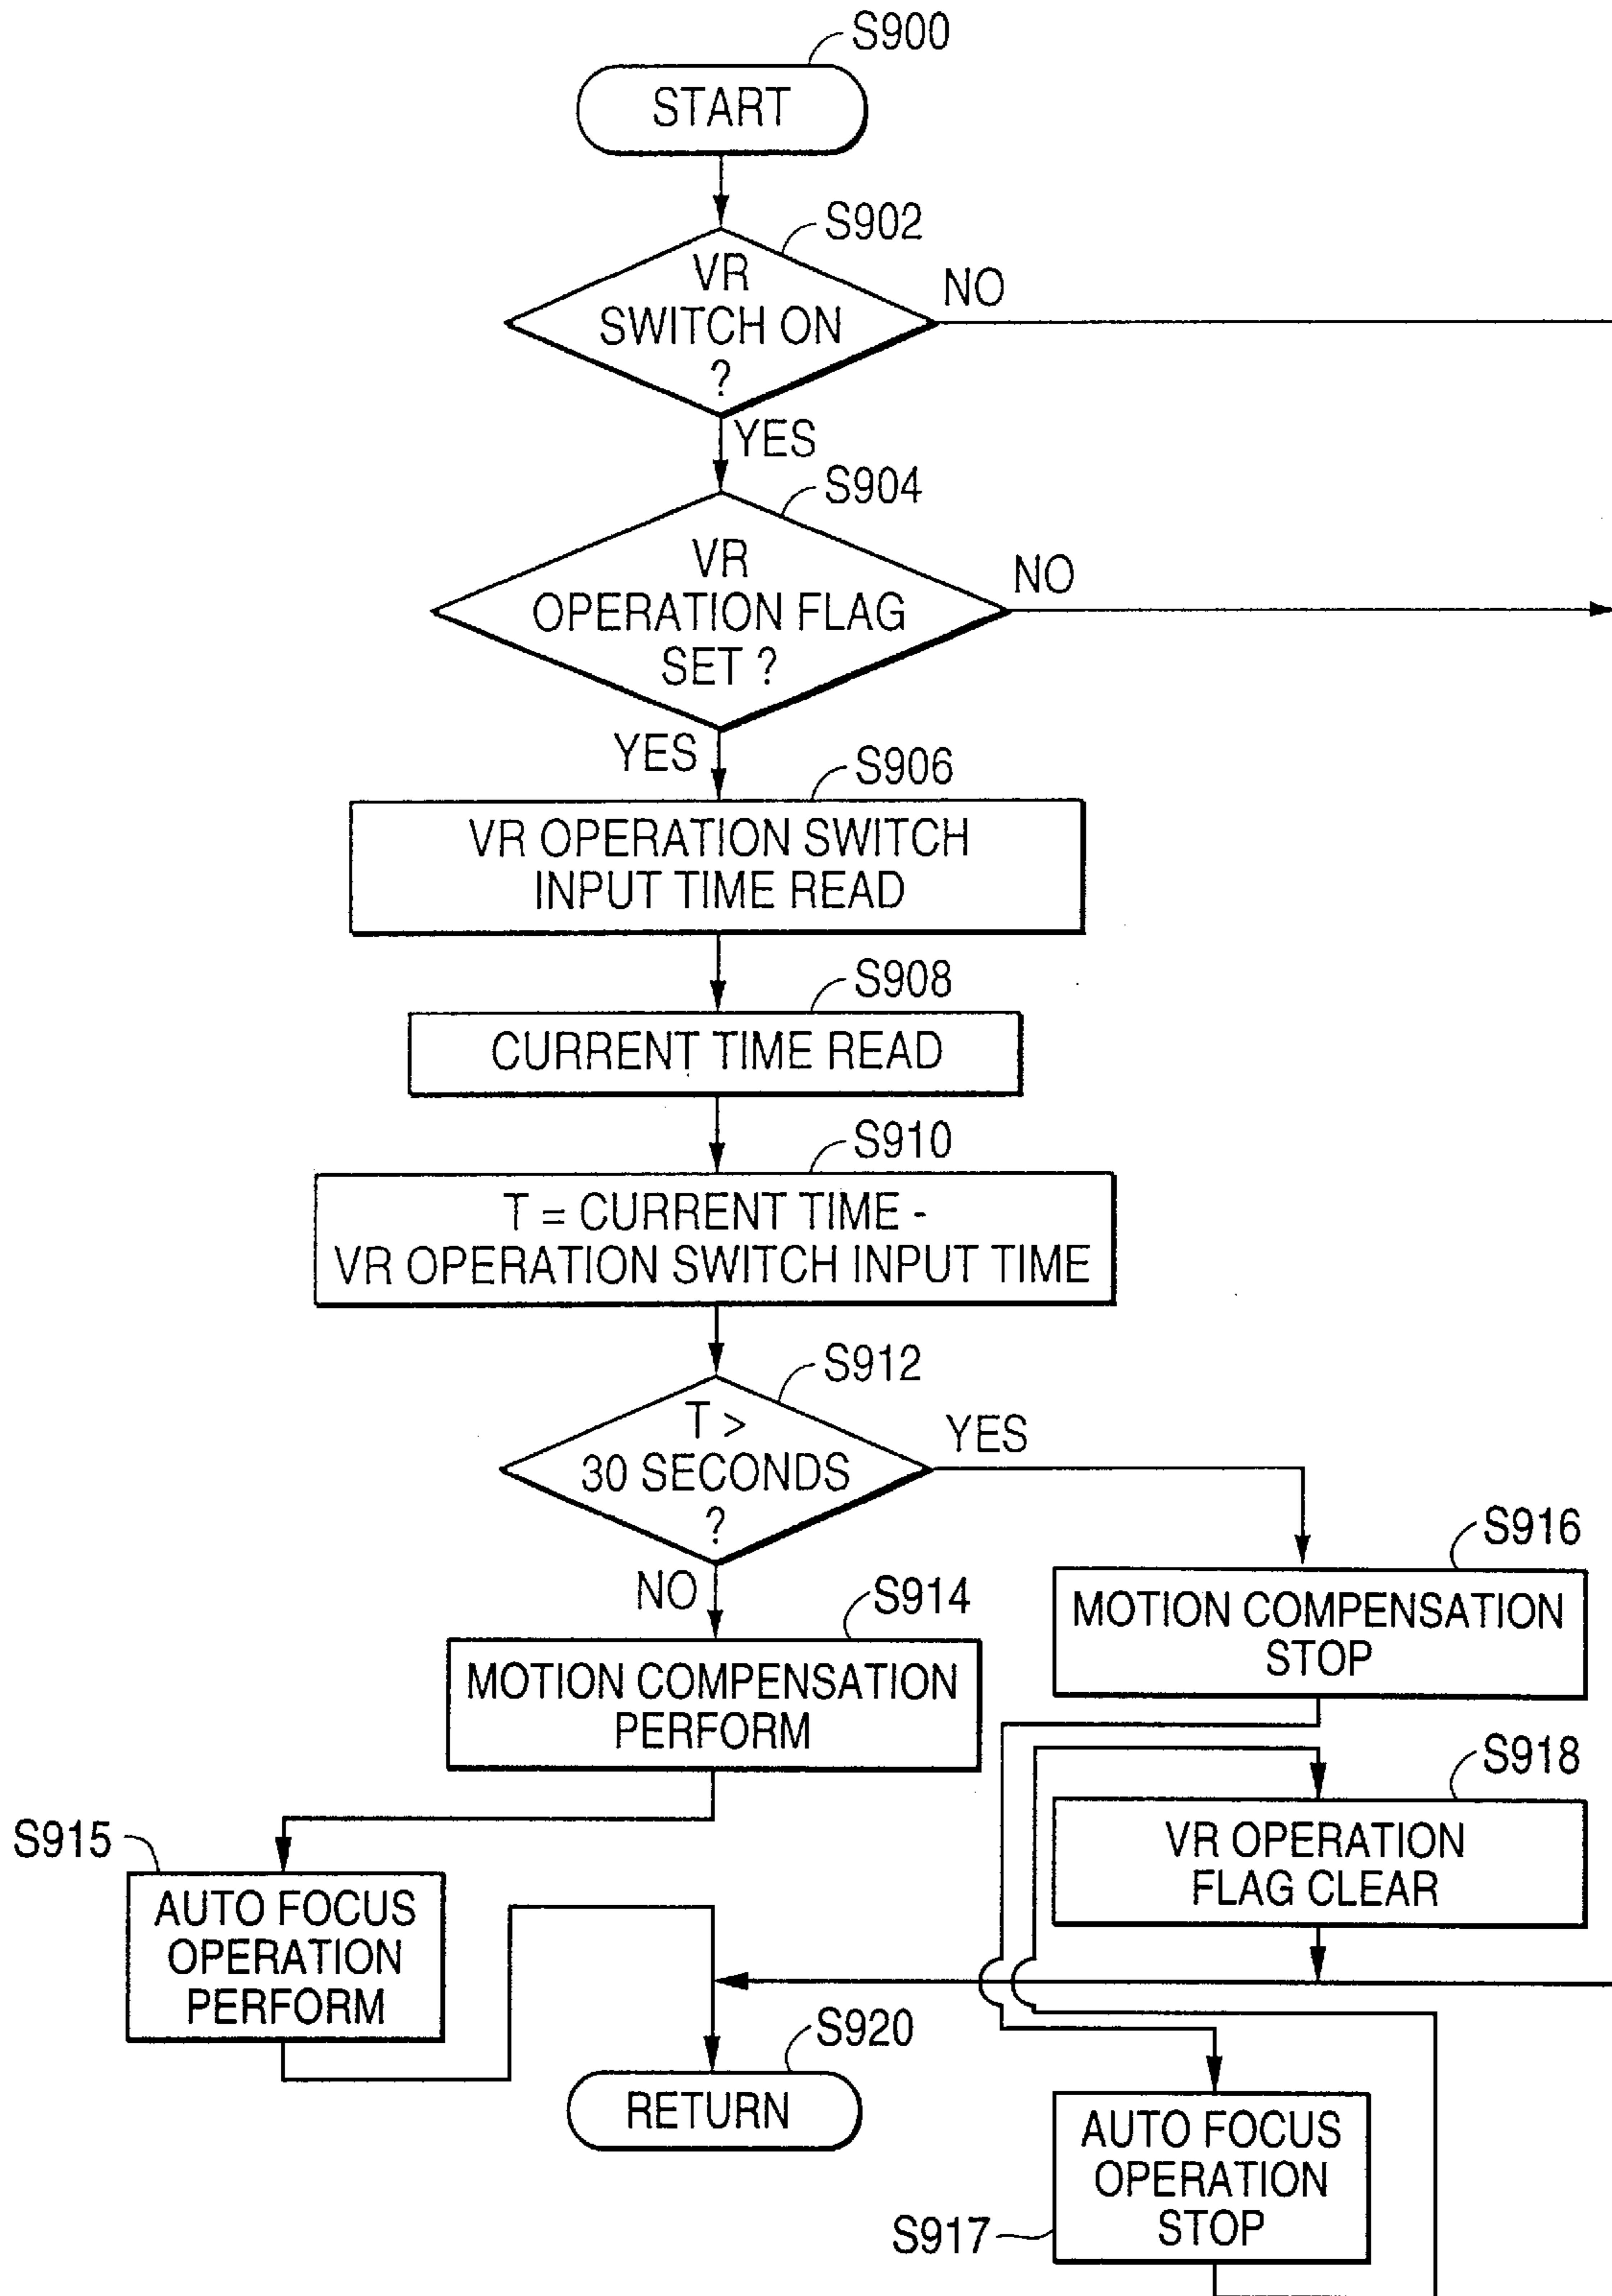 S900
START
S902
VR
SWITCH ON
?
NO
YES
S904
VR
OPERATION FLAG
SET ?
NO
YES
S906
VR OPERATION SWITCH
INPUT TIME READ
S908
CURRENT TIME READ
S910
T = CURRENT TIME -
VR OPERATION SWITCH INPUT TIME
S912
T >
30 SECONDS
?
YES
NO
S916
MOTION COMPENSATION
STOP
S914
MOTION COMPENSATION
PERFORM
S918
VR OPERATION
FLAG CLEAR
S915
AUTO FOCUS
OPERATION
PERFORM
S920
RETURN
AUTO FOCUS
OPERATION
STOP
S917